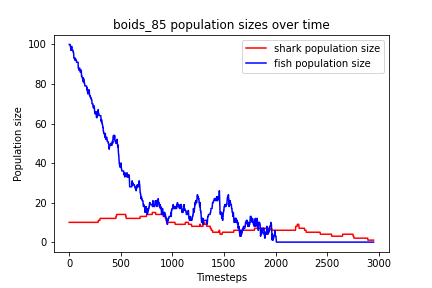 boids_85 population sizes over time
shark population size
fish population size
Population size
100
80
60
40
20
0
0
500
1000
1500
2000
2500
3000
Timesteps